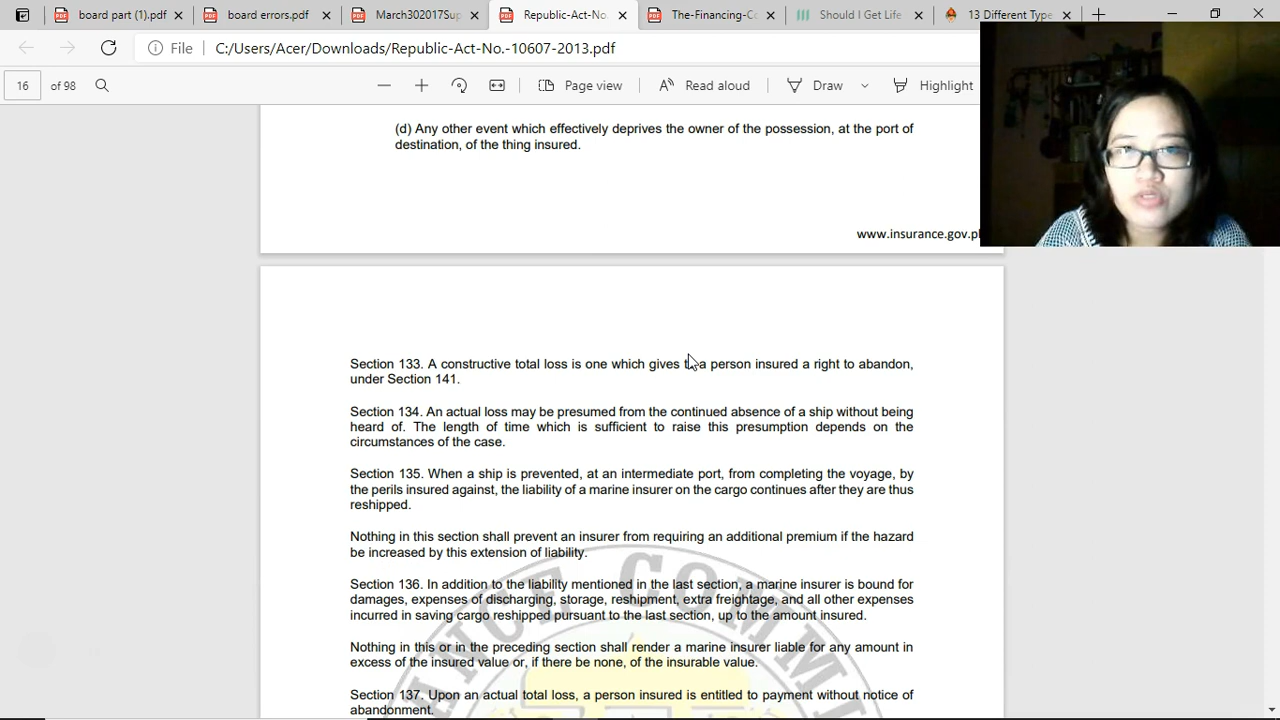 board part (1).pdf
board errors.pdf
March302017Sup
Republic-Act-No.
The-Financing-C
Should I Get Life
13 Different Type
File
C:/Users/Acer/Downloads/Republic-Act-No.-10607-2013.pdf
16 of 98
Page view
Read aloud
Draw
Highlight
(d) Any other event which effectively deprives the owner of the possession, at the port of
destination, of the thing insured.
www.insurance.gov.p
Section 133. A constructive total loss is one which gives a person insured a right to abandon,
under Section 141.
Section 134. An actual loss may be presumed from the continued absence of a ship without being
heard of. The length of time which is sufficient to raise this presumption depends on the
circumstances of the case.
Section 135. When a ship is prevented, at an intermediate port, from completing the voyage, by
the perils insured against, the liability of a marine insurer on the cargo continues after they are thus
reshipped.
Nothing in this section shall prevent an insurer from requiring an additional premium if the hazard
be increased by this extension of liability.
Section 136. In addition to the liability mentioned in the last section, a marine insurer is bound for
damages, expenses of discharging, storage, reshipment, extra freightage, and all other expenses
incurred in saving cargo reshipped pursuant to the last section, up to the amount insured.
Nothing in this or in the preceding section shall render a marine insurer liable for any amount in
excess of the insured value or, if there be none, of the insurable value.
Section 137. Upon an actual total loss, a person insured is entitled to payment without notice of
abandonment.